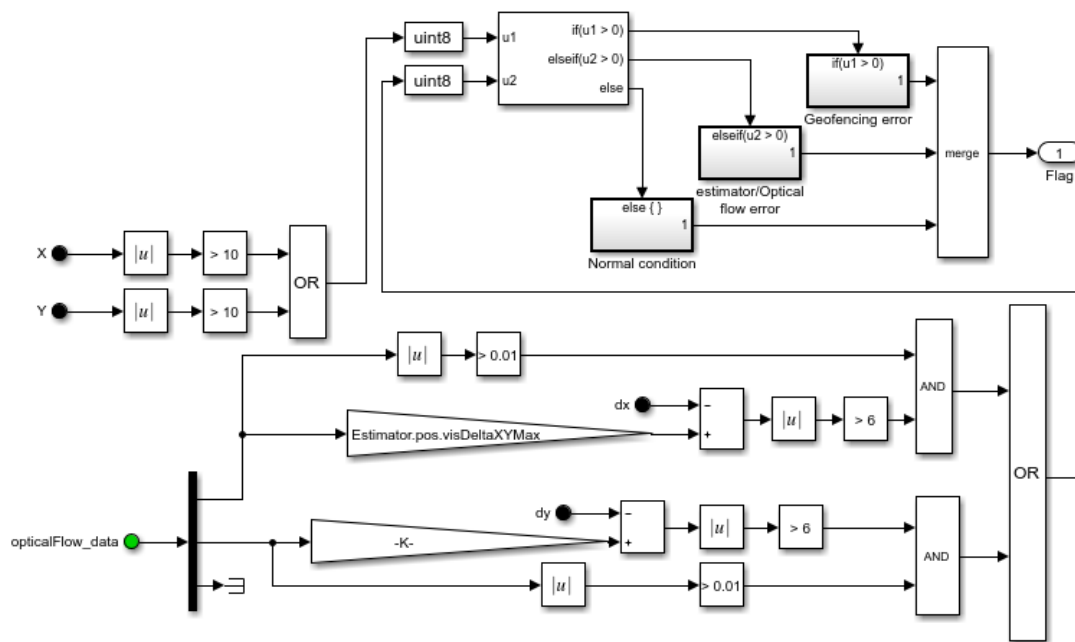 uint8
u1
if(u1 > 0)
elseif(u2 > 0)
else
uint8
u2
if(u1 > 0)
1
Geofencing error
elseif(u2 > 0)
1
estimator/Optical
flow error
else { }
1
Normal condition
merge
1
Flag
X
|u|
> 10
OR
Y
|u|
> 10
|u|
> 0.01
AND
dx
−
+
|u|
> 6
Estimator.pos.visDeltaXYMax
OR
opticalFlow_data
dy
−
+
|u|
> 6
AND
-K-
|u|
> 0.01